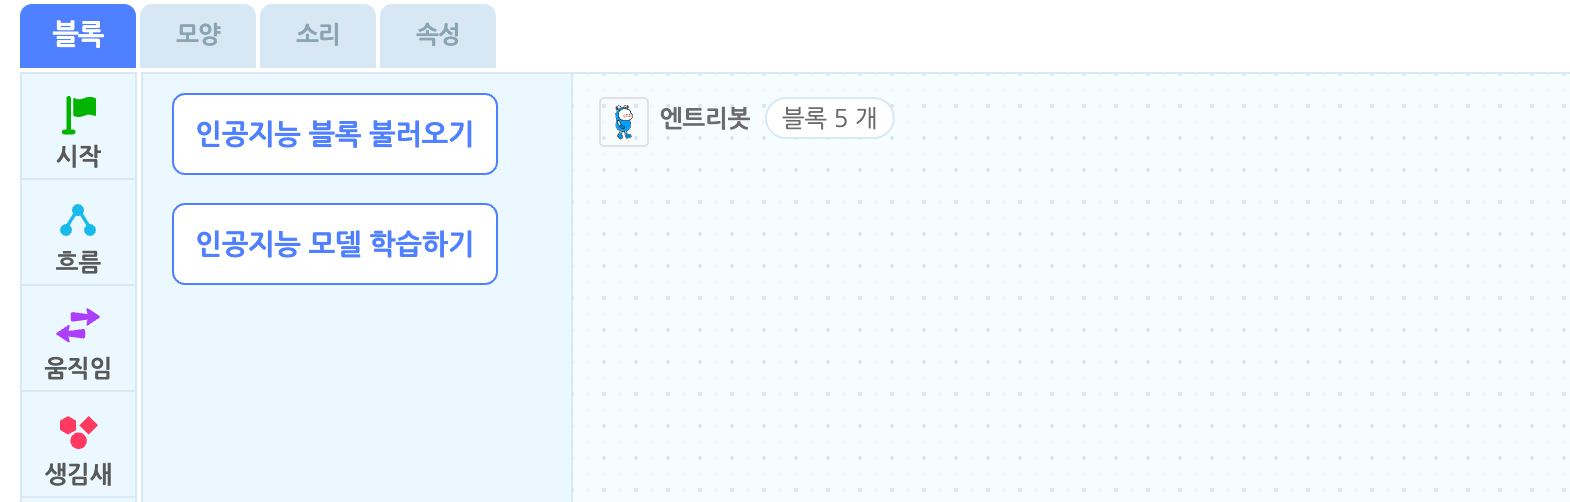 블록 모양 소리 속성
시작
흐름
움직임
생김새
인공지능 블록 불러오기
인공지능 모델 학습하기
엔트리봇 블록 5 개